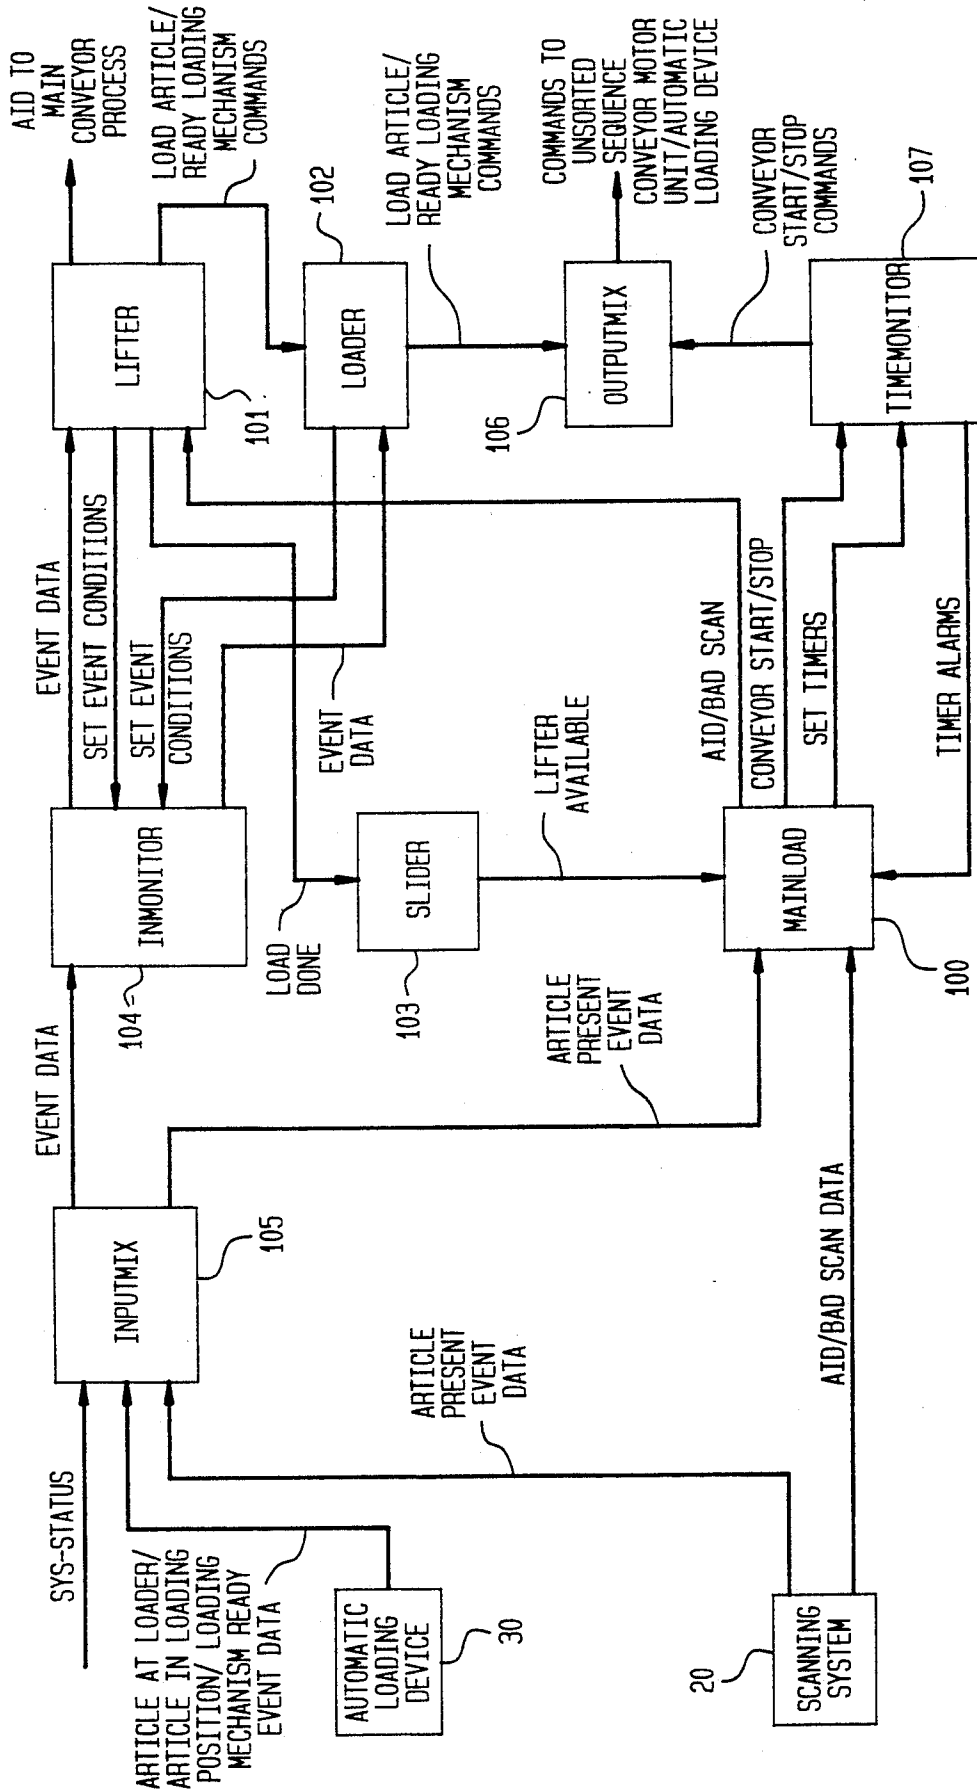 SYS-STATUS
ARTICLE AT LOADER/
ARTICLE IN LOADING
POSITION/ LOADING
MECHANISM READY
EVENT DATA
AUTOMATIC
LOADING
DEVICE
30
SCANNING
SYSTEM
20
ARTICLE
PRESENT
EVENT
DATA
AID/BAD SCAN DATA
INPUTMIX
105
EVENT DATA
ARTICLE
PRESENT
EVENT
DATA
INMONITOR
104
LOAD
DONE
SLIDER
103
LIFTER
AVAILABLE
MAINLOAD
100
EVENT DATA
SET EVENT CONDITIONS
SET EVENT
CONDITIONS
EVENT
DATA
AID/BAD SCAN
CONVEYOR START/STOP
SET TIMERS
TIMER ALARMS
LIFTER
101
LOADER
102
OUTPUTMIX
106
TIMEMONITOR
107
AID TO
MAIN
CONVEYOR
PROCESS
LOAD ARTICLE/
READY LOADING
MECHANISM
COMMANDS
LOAD ARTICLE/
READY LOADING
MECHANISM
COMMANDS
COMMANDS TO
UNSORTED
SEQUENCE
CONVEYOR MOTOR
UNIT/AUTOMATIC
LOADING DEVICE
CONVEYOR
START/STOP
COMMANDS